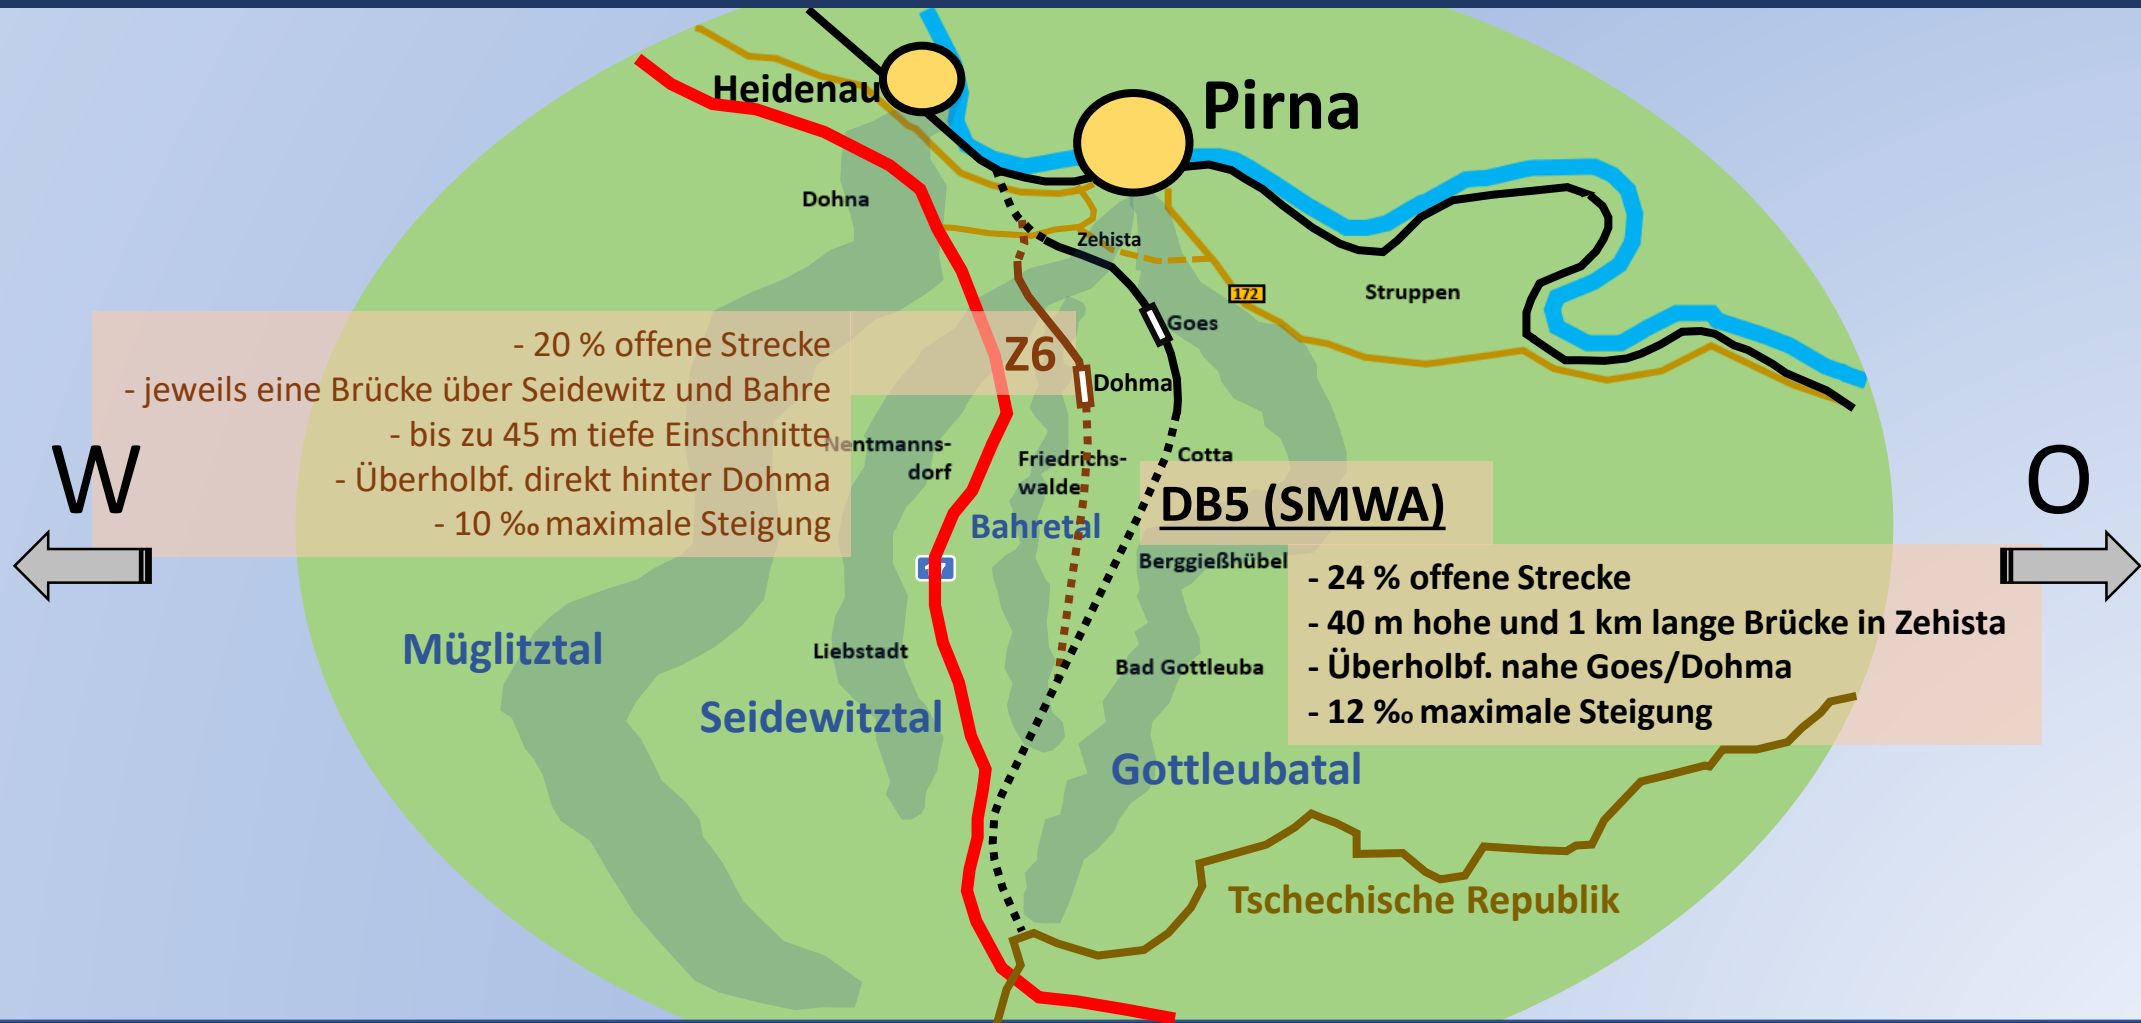 Heidenau
Pirna
Dohna
Zehista
172
Struppen
Goes
- 20 % offene Strecke
- jeweils eine Brücke über Seidewitz und Bahre
- bis zu 45 m tiefe Einschnitte
- Überholbf. direkt hinter Dohma
- 10 ‰ maximale Steigung
Z6
Dohma
W
O
Nentmanns-
dorf
Friedrichs-
walde
Cotta
Bahretal
DB5 (SMWA)
Berggießhübel
- 24 % offene Strecke
- 40 m hohe und 1 km lange Brücke in Zehista
- Überholbf. nahe Goes/Dohma
- 12 ‰ maximale Steigung
Müglitztal
Liebstadt
Bad Gottleuba
Seidewitztal
Gottleubatal
Tschechische Republik